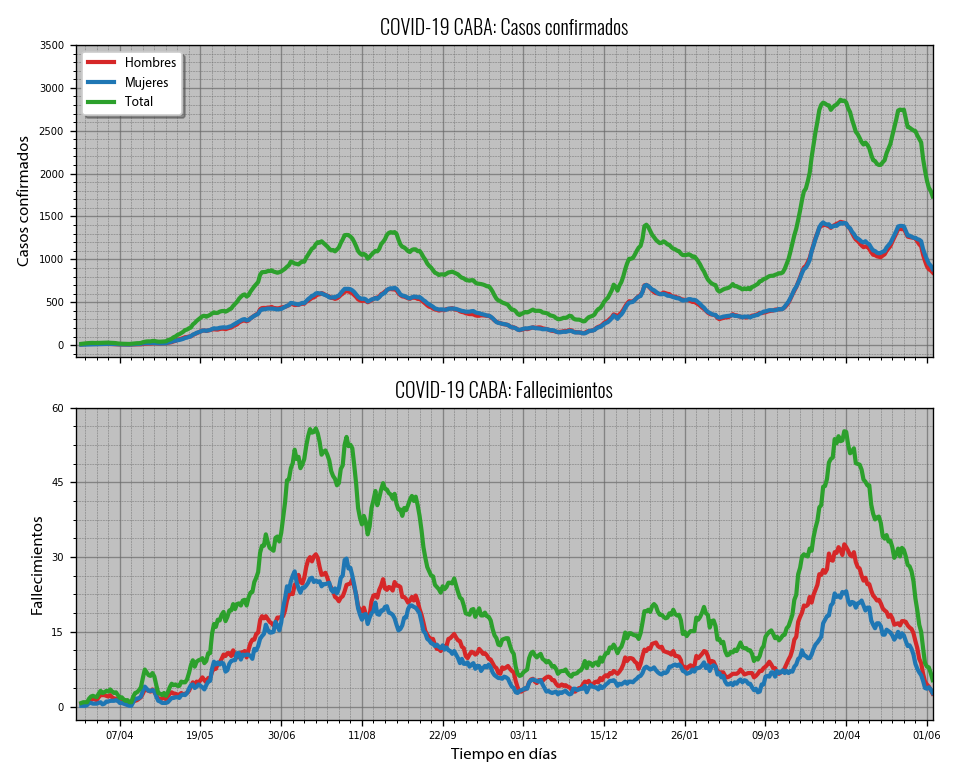 COVID-19 CABA: Casos confirmados
3500
3000
2500
2000
1500
1000
500
0
Casos confirmados
Hombres
Mujeres
Total
COVID-19 CABA: Fallecimientos
60
45
30
15
0
Fallecimientos
07/04 19/05 30/06 11/08 22/09 03/11 15/12 26/01 09/03 20/04 01/06
Tiempo en días